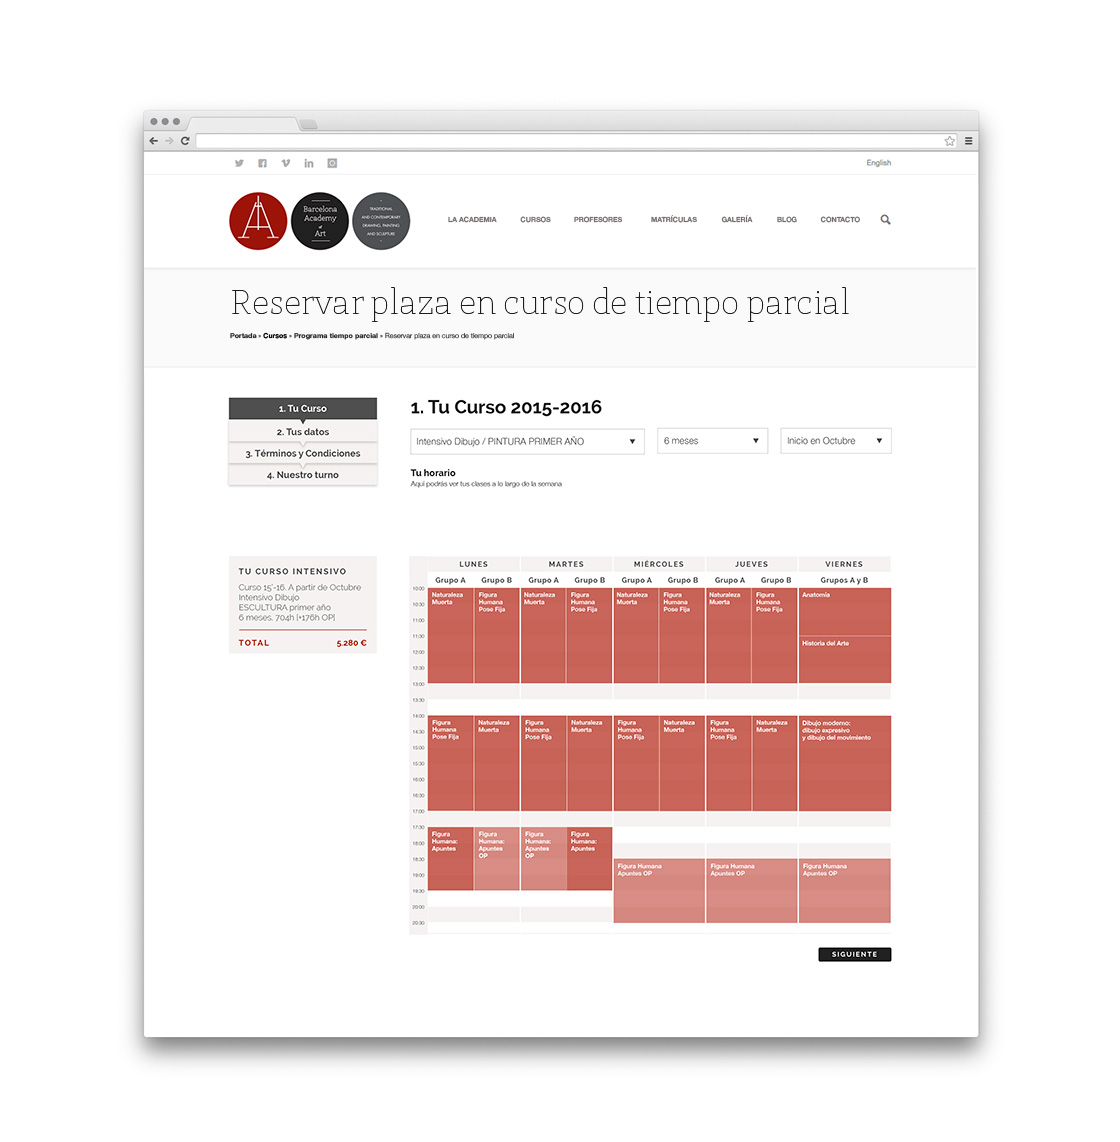 English
Barcelona
Academy
of
Art
TRADITIONAL
AND CONTEMPORARY
DRAWING, PAINTING
AND SCULPTURE
LA ACADEMIA CURSOS PROFESORES MATRÍCULAS GALERÍA BLOG CONTACTO
Reservar plaza en curso de tiempo parcial
Portada » Cursos » Programa tiempo parcial » Reservar plaza en curso de tiempo parcial
1. Tu Curso
2. Tus datos
3. Términos y Condiciones
4. Nuestro turno
1. Tu Curso 2015-2016
Intensivo Dibujo / PINTURA PRIMER AÑO
6 meses
Inicio en Octubre
Tu horario
Aquí podrás ver tus clases a lo largo de la semana
TU CURSO INTENSIVO
Curso 15'-16. A partir de Octubre
Intensivo Dibujo
ESCULTURA primer año
6 meses, 704h (+176h OP)
TOTAL 5.280 €
LUNES MARTES MIÉRCOLES JUEVES VIERNES
Grupo A Grupo B Grupo A Grupo B Grupo A Grupo B Grupo A Grupo B Grupos A y B
10:00
10:30
11:00
11:30
12:00
12:30
13:00
13:30
14:00
14:30
15:00
15:30
16:00
16:30
17:00
17:30
18:00
18:30
19:00
19:30
20:00
20:30
Naturaleza Figura Naturaleza Figura Naturaleza Figura Naturaleza Figura Anatomía
Muerta Humana Muerta Humana Muerta Humana Muerta Humana
Pose Fija Pose Fija Pose Fija Pose Fija
Historia del Arte
Figura Naturaleza Figura Naturaleza Figura Naturaleza Figura Naturaleza Dibujo moderno:
Humana Muerta Humana Muerta Humana Muerta Humana Muerta dibujo expresivo
Pose Fija Pose Fija Pose Fija Pose Fija y dibujo del movimiento
Figura Figura Figura Figura
Humana: Humana: Humana: Humana:
Apuntes Apuntes Apuntes Apuntes
OP OP
Figura Humana Figura Humana Figura Humana
Apuntes OP Apuntes OP Apuntes OP
SIGUIENTE